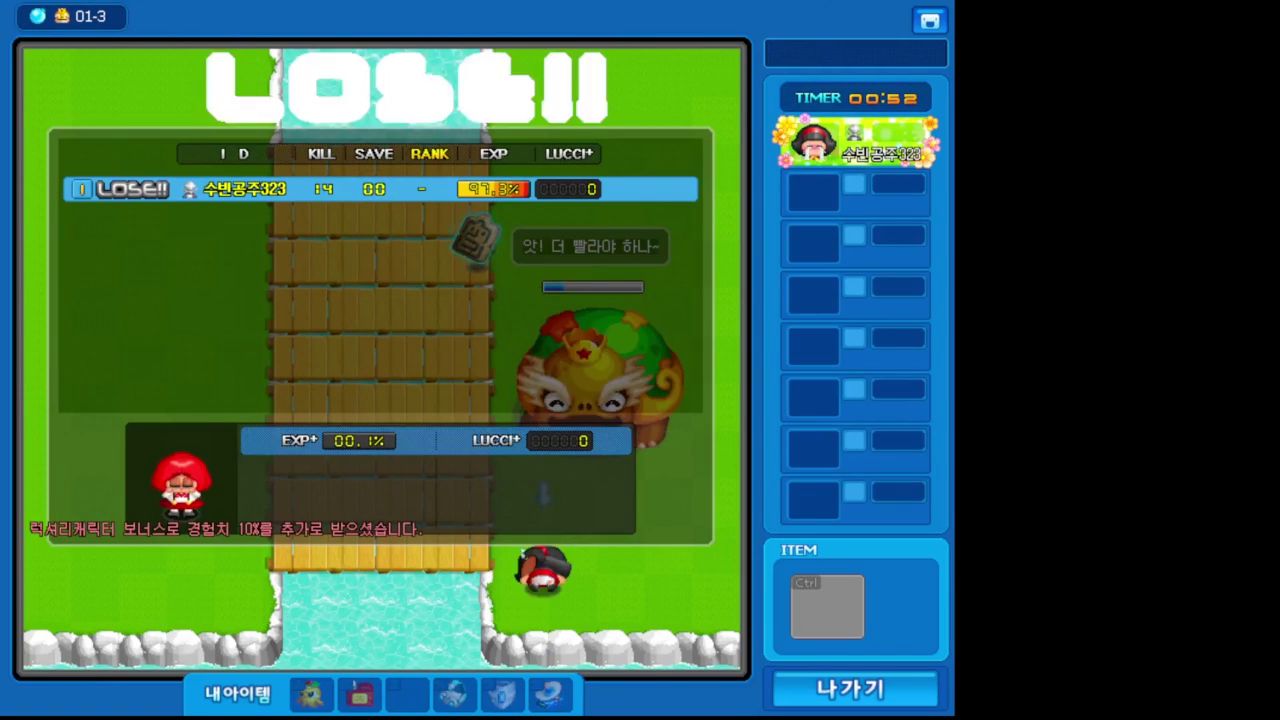 01-3
LOSE!!
TIMER 00:52
수빈공주323
I D KILL SAVE RANK EXP LUCCI+
1 LOSE!! 수빈공주323 14 00 - 97.3% 0000000
앗! 더 빨라야 하나~
EXP+ 00.1% LUCCI+ 0000000
럭셔리캐릭터 보너스로 경험치 10%를 추가로 받으셨습니다.
ITEM
Ctrl
내아이템
나가기